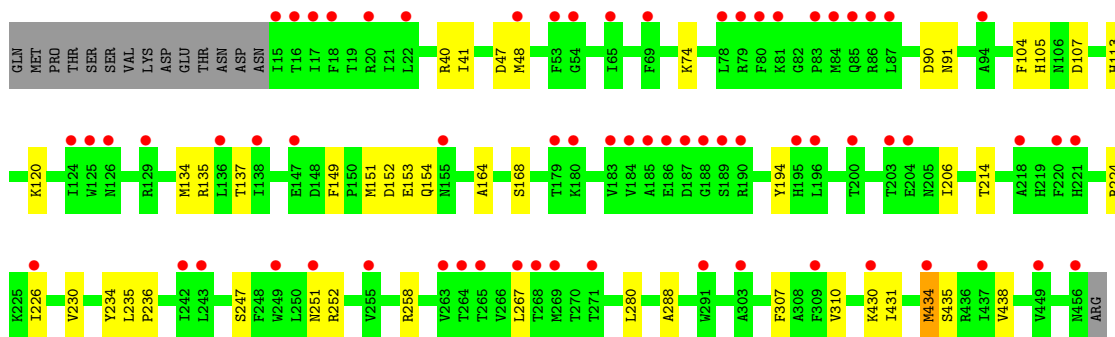 GLN MET PRO THR SER SER VAL LYS ASP GLU THR ASN ASP ASN I15 T16 I17 F18 T19 R20 I21 L22 R40 I41 D47 M48 F53 G54 I65 F69 K74 L78 R79 F80 K81 G82 P83 M84 Q85 R86 L87 D90 N91 A94 F104 H105 N106 D107 H113
K120 I124 W125 N126 R129 M134 R135 L136 T137 I138 E147 D148 F149 P150 M151 D152 E153 Q154 N155 A164 S168 T179 K180 V183 V184 A185 E186 D187 G188 S189 R190 Y194 H195 L196 A200 F203 E204 N205 I206 T214 A218 H219 F220 H221
K225 I226 V230 Y234 L235 P236 I242 L243 S247 F248 W249 L250 N251 R252 V255 R258 V263 T264 T265 V266 L267 T268 M269 T270 T271 L280 A288 W291 A303 F307 A308 F309 V310 K430 I431 M434 S435 R436 I437 V438 V449 N456 ARG